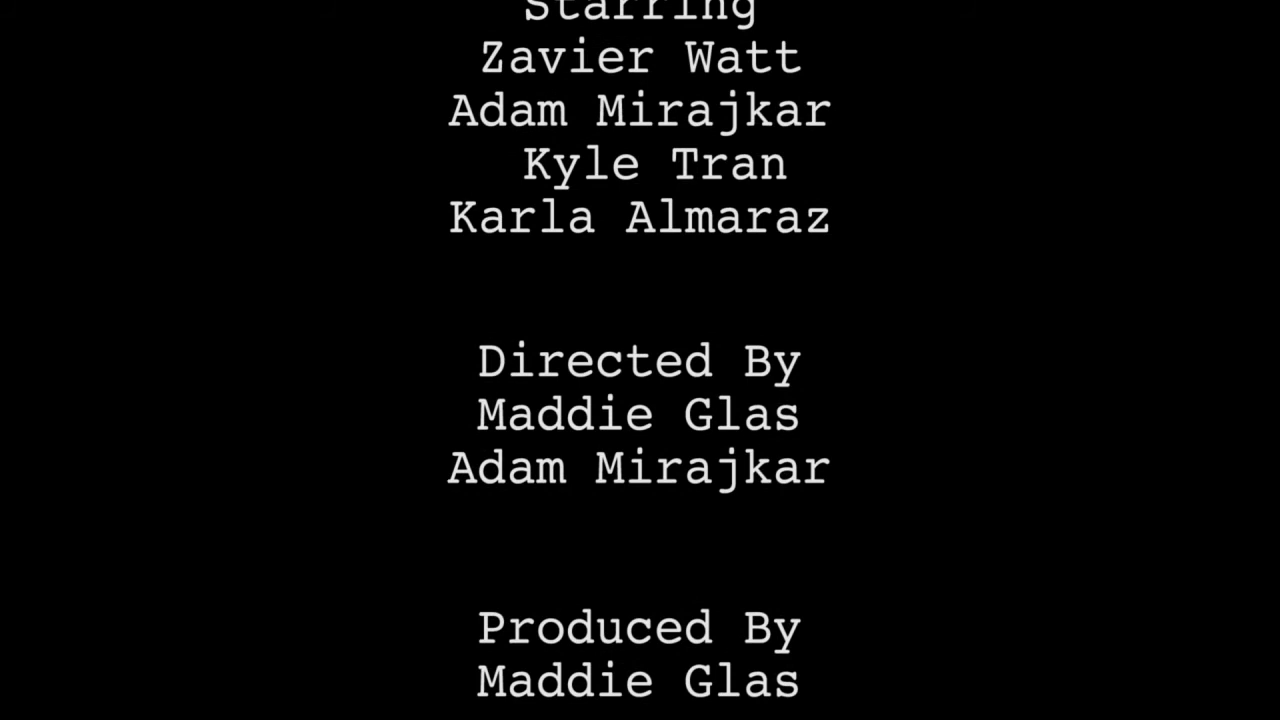 Starring
Zavier Watt
Adam Mirajkar
Kyle Tran
Karla Almaraz
Directed By
Maddie Glas
Adam Mirajkar
Produced By
Maddie Glas